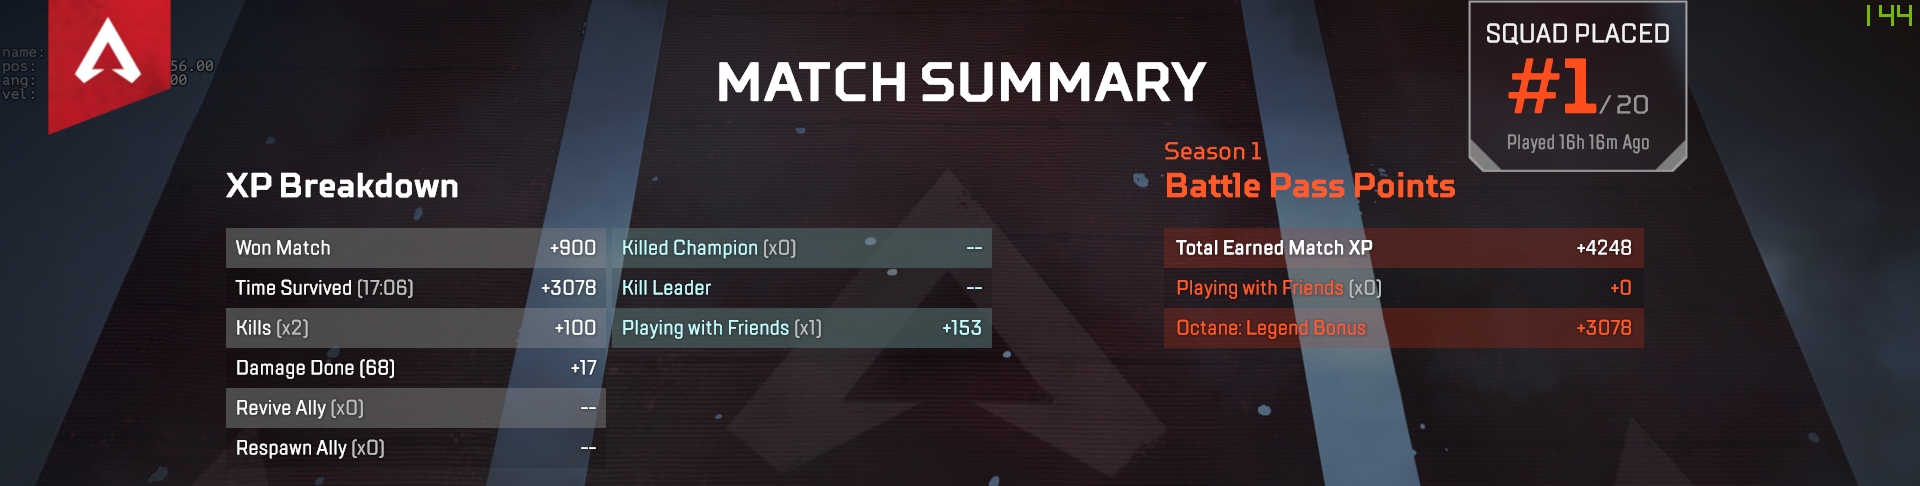 144
name:
pos: 56.00
ang: 00
vel:
MATCH SUMMARY
SQUAD PLACED
#1/20
Played 16h 16m Ago
XP Breakdown
Won Match +900
Time Survived (17:06) +3078
Kills (x2) +100
Damage Done (68) +17
Revive Ally (x0) --
Respawn Ally (x0) --
Killed Champion (x0) --
Kill Leader --
Playing with Friends (x1) +153
Season 1
Battle Pass Points
Total Earned Match XP +4248
Playing with Friends (x0) +0
Octane: Legend Bonus +3078